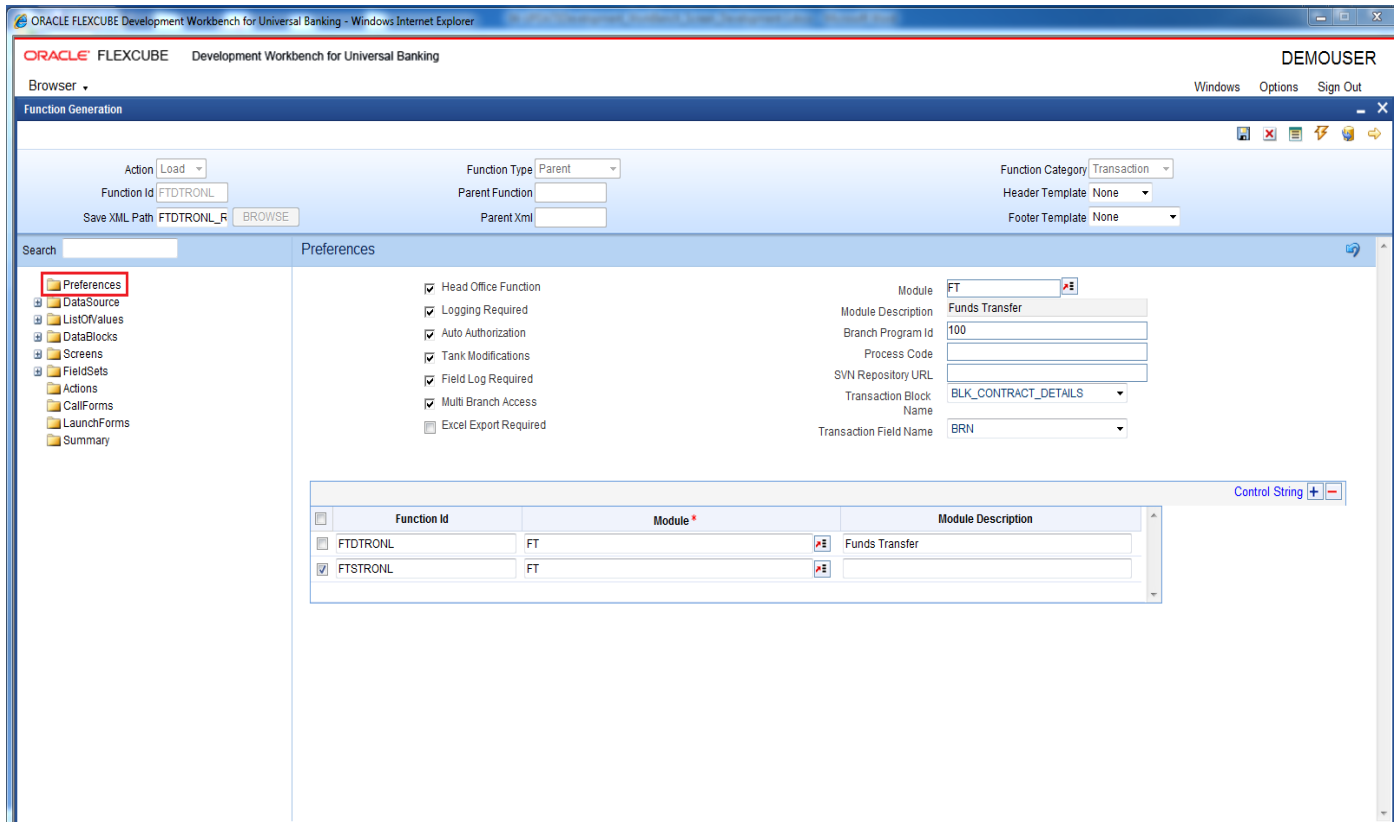 ORACLE FLEXCUBE Development Workbench for Universal Banking - Windows Internet Explorer
ORACLE FLEXCUBE Development Workbench for Universal Banking DEMOUSER
Browser Windows Options Sign Out
Function Generation
Action Load Function Type Parent Function Category Transaction
Function Id FTDTRONL Parent Function Header Template None
Save XML Path FTDTRONL_R BROWSE Parent Xml Footer Template None
Search Preferences
Preferences
DataSource
ListOfValues
DataBlocks
Screens
FieldSets
Actions
CallForms
LaunchForms
Summary
Head Office Function
Logging Required
Auto Authorization
Tank Modifications
Field Log Required
Multi Branch Access
Excel Export Required
Module FT
Module Description Funds Transfer
Branch Program Id 100
Process Code
SVN Repository URL
Transaction Block Name BLK_CONTRACT_DETAILS
Transaction Field Name BRN
Control String
Function Id Module * Module Description
FTDTRONL FT Funds Transfer
FTSTRONL FT